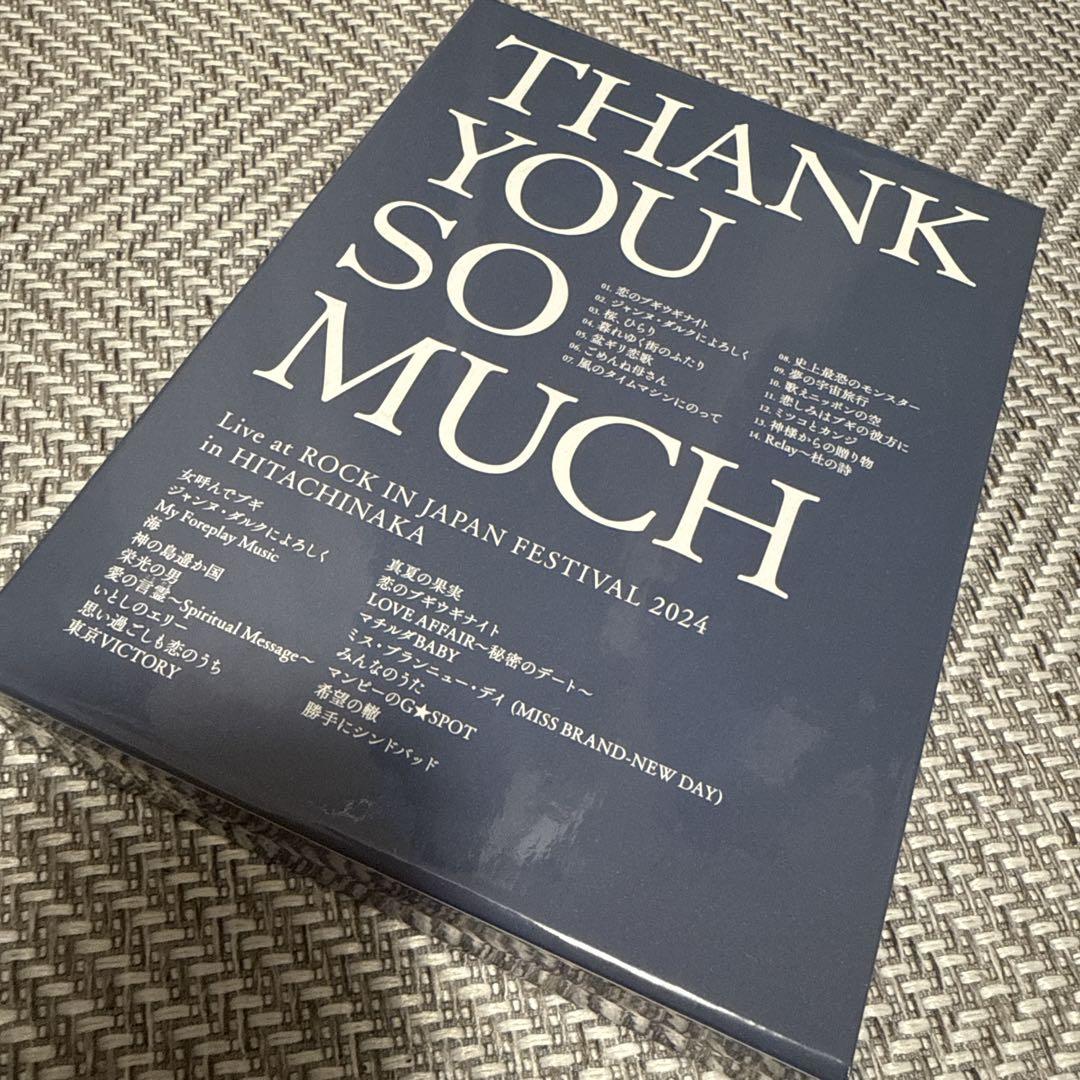 THANK
YOU
SO
MUCH
01. 恋のブギウギナイト
02. ジャンヌ・ダルクによろしく
03. 桜、ひらり
04. 暮れゆく街のふたり
05. 盆ギリ恋歌
06. ごめんね母さん
07. 風のタイムマシンにのって
08. 史上最恐のモンスター
09. 夢の宇宙旅行
10. 歌えニッポンの空
11. 悲しみはブギの彼方に
12. ミツコとカンジ
13. 神様からの贈り物
14. Relay〜杜の詩
Live at ROCK IN JAPAN FESTIVAL 2024
in HITACHINAKA
女呼んでブギ
ジャンヌ・ダルクによろしく
My Foreplay Music
海
神の島遥か国
栄光の男
愛の言霊〜Spiritual Message〜
いとしのエリー
思い過ごしも恋のうち
東京VICTORY
真夏の果実
恋のブギウギナイト
LOVE AFFAIR〜秘密のデート〜
マチルダBABY
ミス・ブランニュー・デイ (MISS BRAND-NEW DAY)
みんなのうた
マンピーのG★SPOT
希望の轍
勝手にシンドバッド